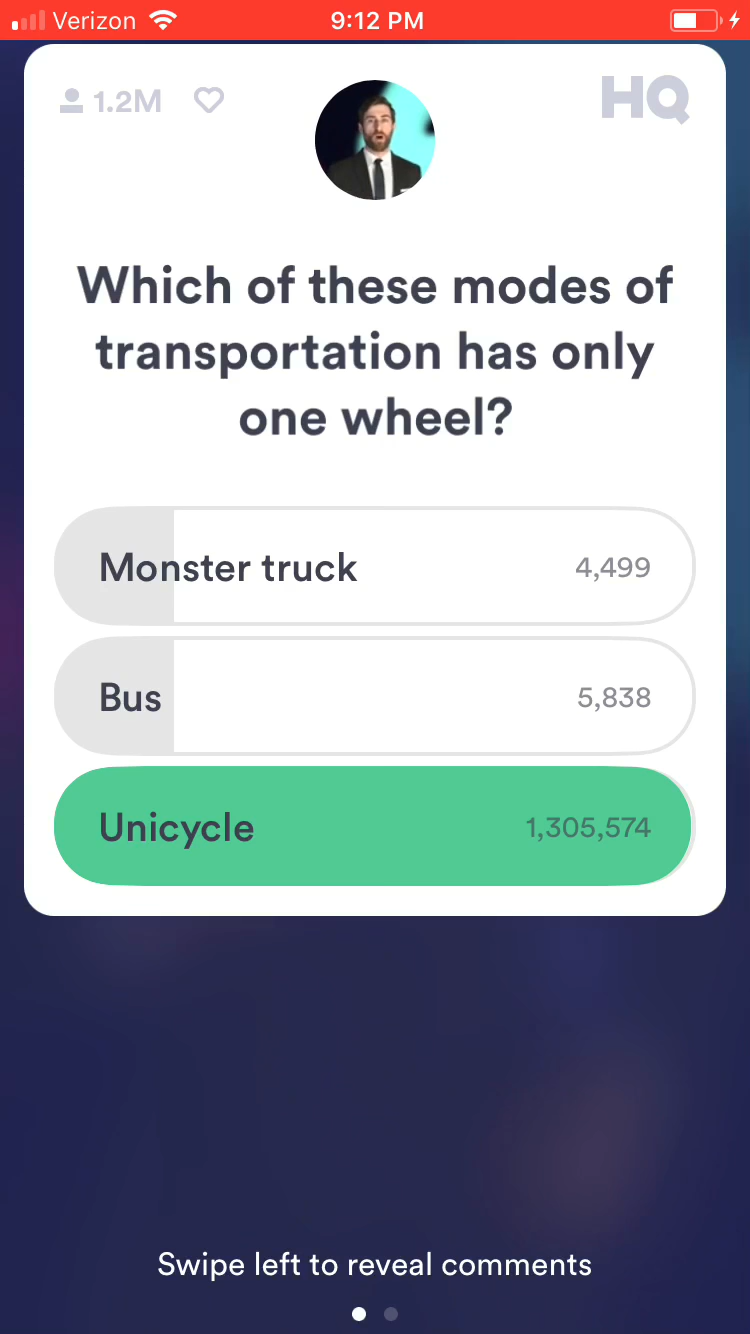 Verizon 9:12 PM
1.2M HQ
Which of these modes of
transportation has only
one wheel?
Monster truck 4,499
Bus 5,838
Unicycle 1,305,574
Swipe left to reveal comments